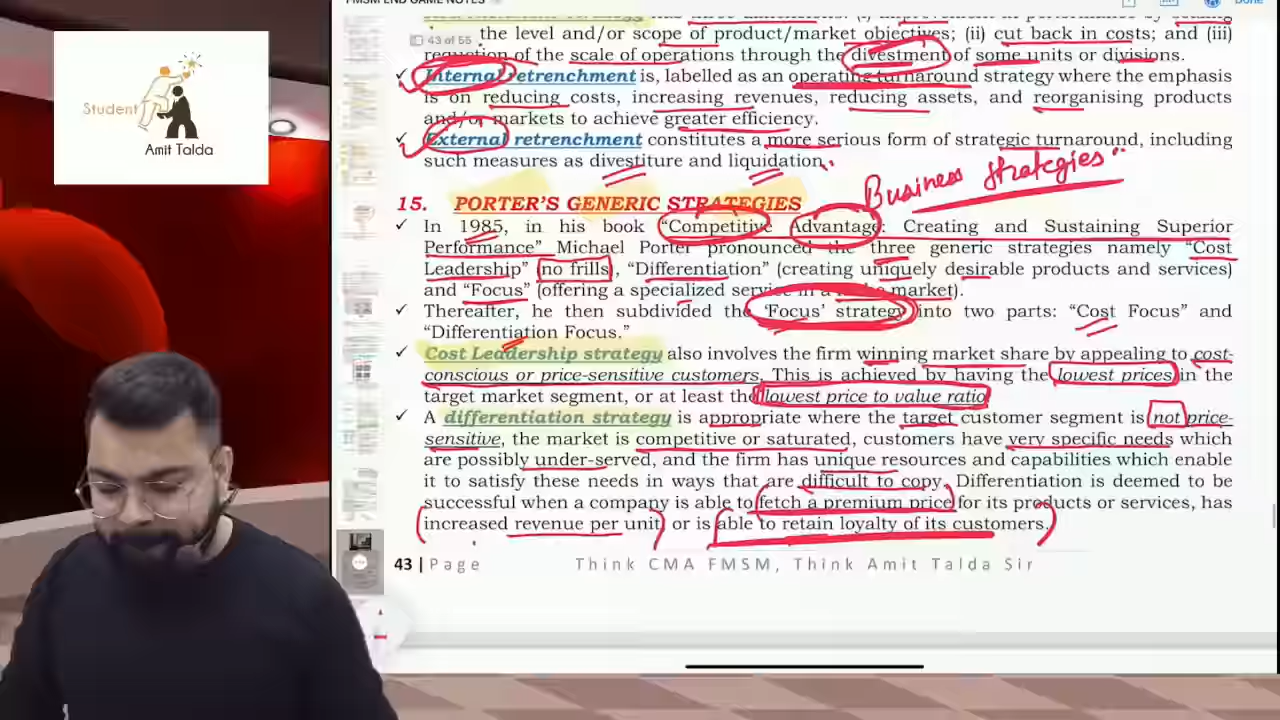 FMSM END GAME NOTES
Done
43 of 55
the level and/or scope of product/market objectives; (ii) cut back in costs; and (iii)
reduction of the scale of operations through the divestment of some units or divisions.
✓ Internal retrenchment is, labelled as an operating turnaround strategy where the emphasis
is on reducing costs, increasing revenues, reducing assets, and reorganising products
and/or markets to achieve greater efficiency.
✓ External retrenchment constitutes a more serious form of strategic turnaround, including
such measures as divestiture and liquidation.
Business Strategies"
15. PORTER'S GENERIC STRATEGIES
✓ In 1985, in his book "Competitive Advantage: Creating and Sustaining Superior
Performance" Michael Porter pronounced the three generic strategies namely "Cost
Leadership" (no frills), "Differentiation" (creating uniquely desirable products and services)
and "Focus" (offering a specialized service in a market).
✓ Thereafter, he then subdivided the 'Focus' strategy into two parts: "Cost Focus" and
"Differentiation Focus."
✓ Cost Leadership strategy also involves the firm winning market share by appealing to cost-
conscious or price-sensitive customers. This is achieved by having the lowest prices in the
target market segment, or at least the lowest price to value ratio
✓ A differentiation strategy is appropriate where the target customer segment is not price-
sensitive, the market is competitive or saturated, customers have very specific needs which
are possibly under-served, and the firm has unique resources and capabilities which enable
it to satisfy these needs in ways that are difficult to copy. Differentiation is deemed to be
successful when a company is able to fetch a premium price for its products or services, has
increased revenue per unit, or is able to retain loyalty of its customers.
43 | Page
Think CMA FMSM, Think Amit Talda Sir
Student
Amit Talda